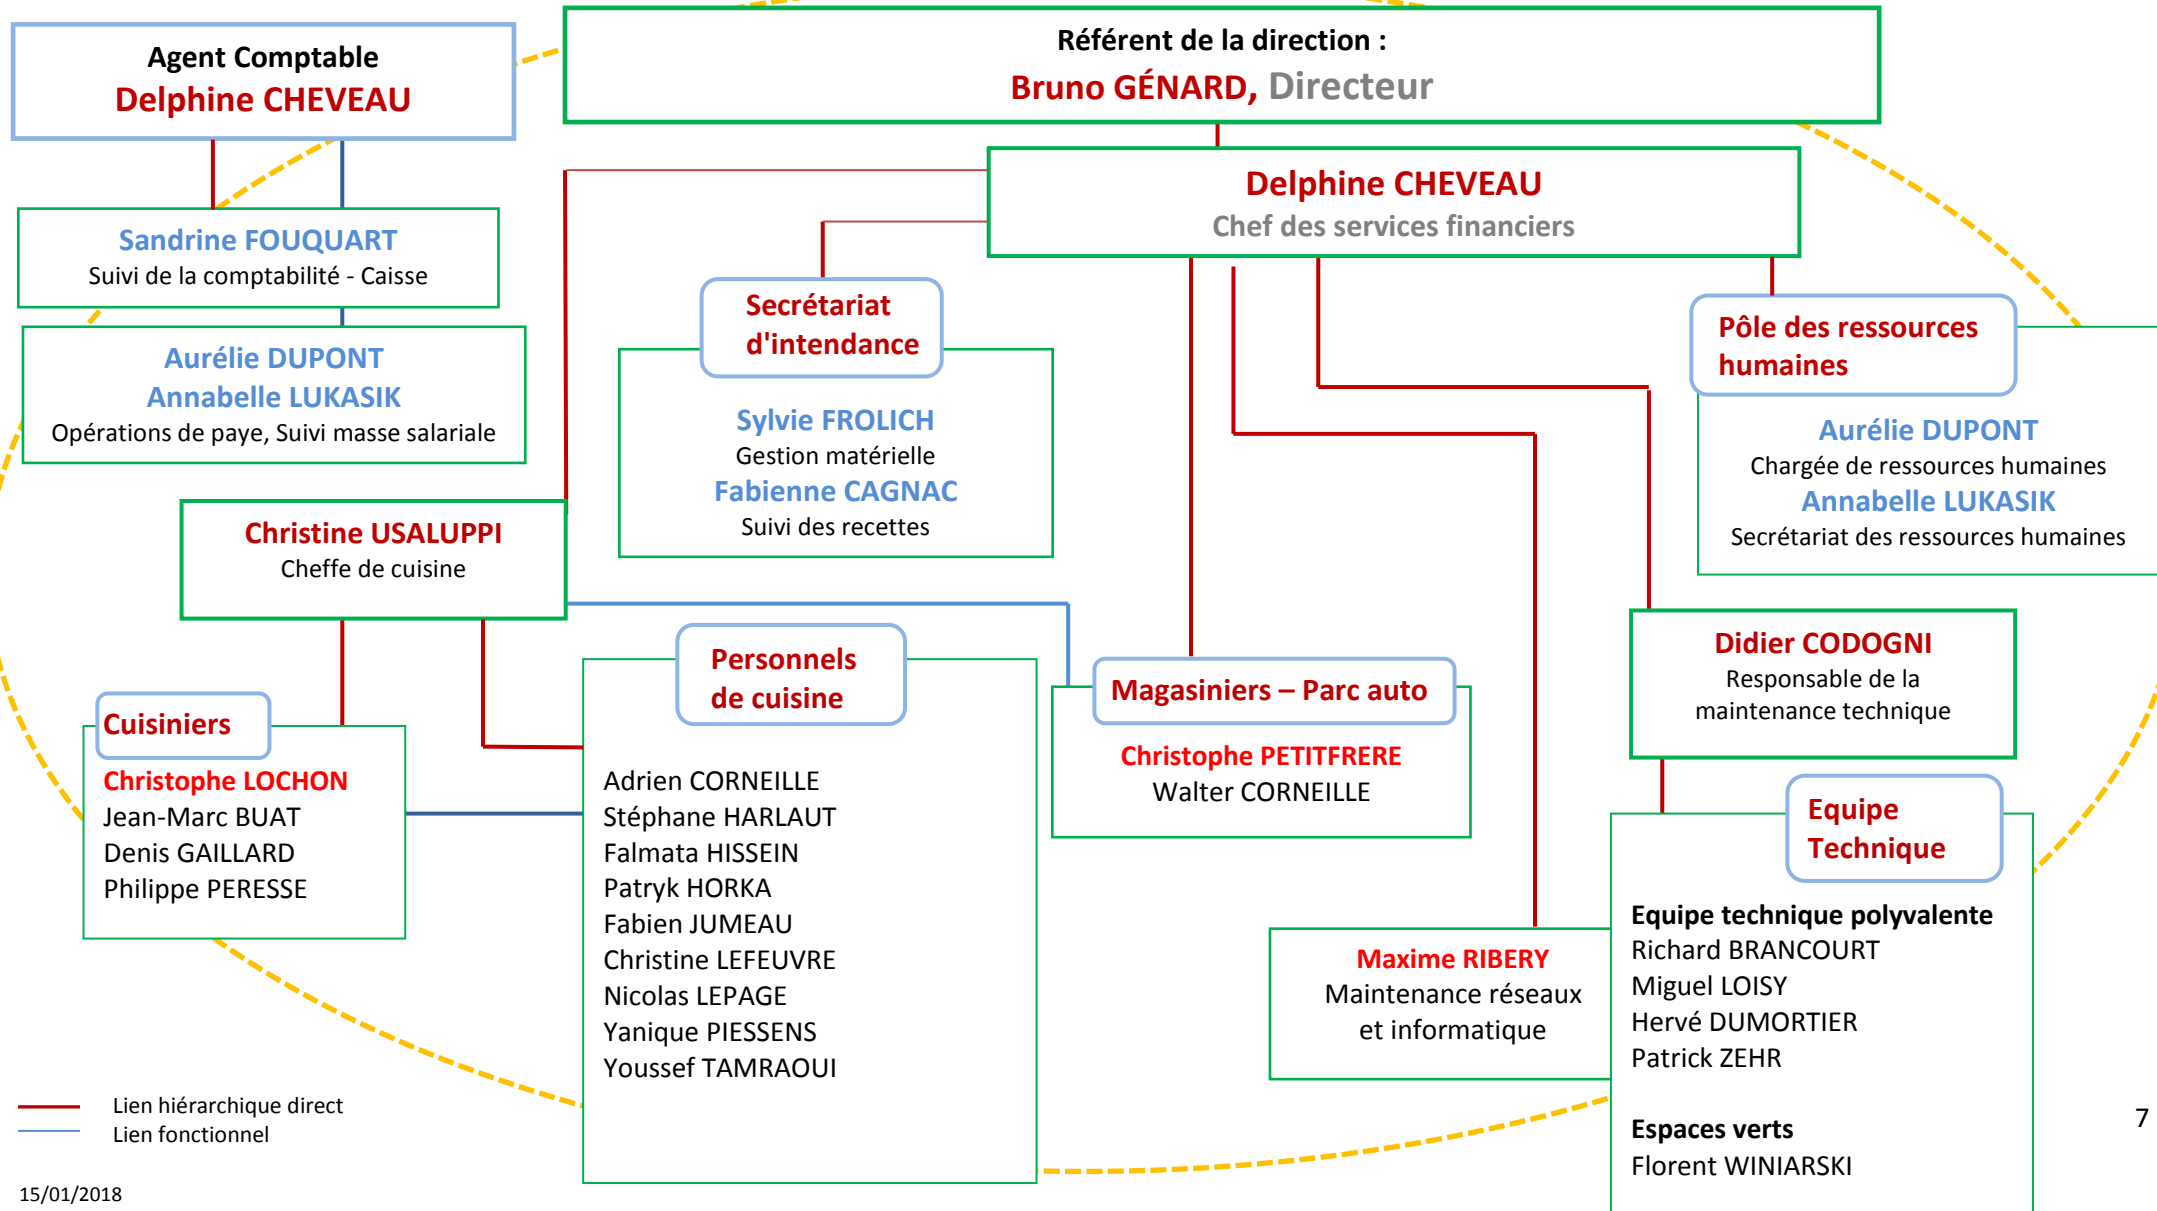 Agent Comptable
Delphine CHEVEAU
Référent de la direction :
Bruno GÉNARD, Directeur
Delphine CHEVEAU
Chef des services financiers
Sandrine FOUQUART
Suivi de la comptabilité - Caisse
Aurélie DUPONT
Annabelle LUKASIK
Opérations de paye, Suivi masse salariale
Secrétariat
d'intendance
Sylvie FROLICH
Gestion matérielle
Fabienne CAGNAC
Suivi des recettes
Pôle des ressources
humaines
Aurélie DUPONT
Chargée de ressources humaines
Annabelle LUKASIK
Secrétariat des ressources humaines
Christine USALUPPI
Cheffe de cuisine
Cuisiniers
Christophe LOCHON
Jean-Marc BUAT
Denis GAILLARD
Philippe PERESSE
Personnels
de cuisine
Adrien CORNEILLE
Stéphane HARLAUT
Falmata HISSEIN
Patryk HORKA
Fabien JUMEAU
Christine LEFEUVRE
Nicolas LEPAGE
Yanique PIESSENS
Youssef TAMRAOUI
Magasiniers – Parc auto
Christophe PETITFRERE
Walter CORNEILLE
Didier CODOGNI
Responsable de la
maintenance technique
Maxime RIBERY
Maintenance réseaux
et informatique
Equipe
Technique
Equipe technique polyvalente
Richard BRANCOURT
Miguel LOISY
Hervé DUMORTIER
Patrick ZEHR
Espaces verts
Florent WINIARSKI
Lien hiérarchique direct
Lien fonctionnel
7
15/01/2018